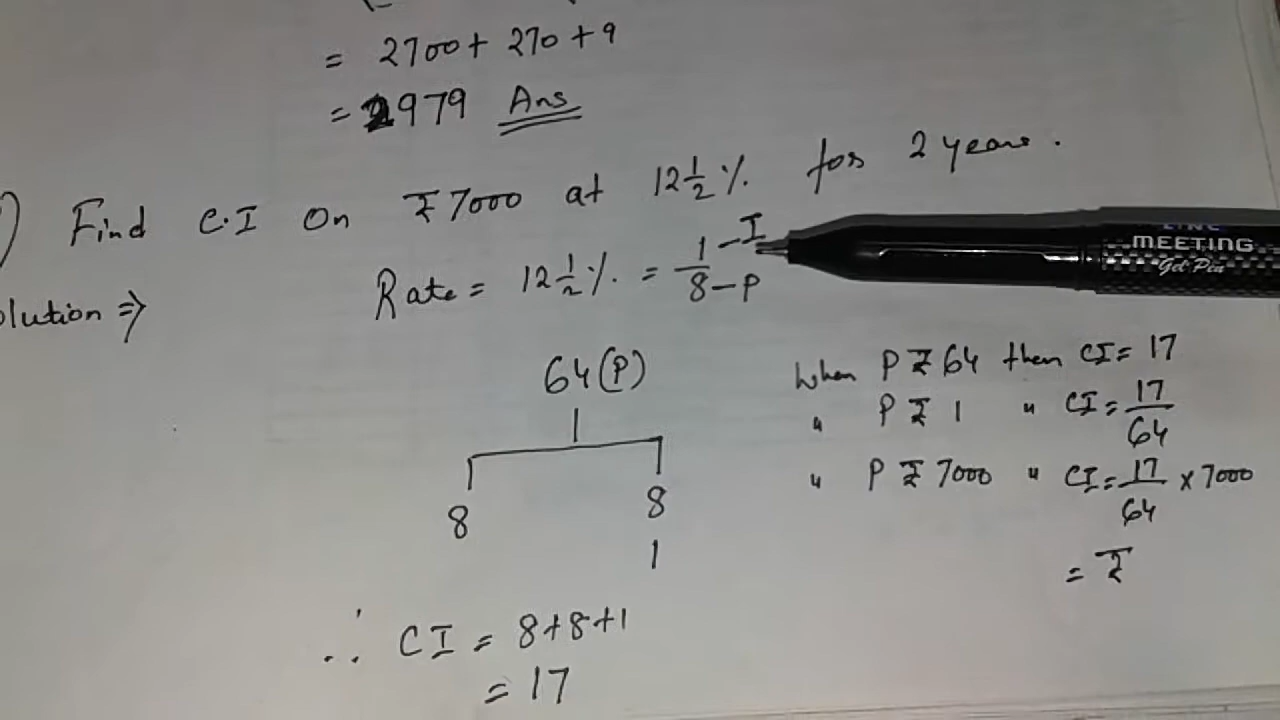 = 2700 + 270 + 9
= 2979 Ans
Find C.I on ₹7000 at 12½% for 2 years.
olution ⇒ Rate = 12½% = 1/8 - I - P
64 (P)
8 8
1
∴ CI = 8+8+1
= 17
When P ₹ 64 then CI = 17
" P ₹ 1 " CI = 17/64
" P ₹ 7000 " CI = 17/64 × 7000
= ₹
MEETING
Gel Pen